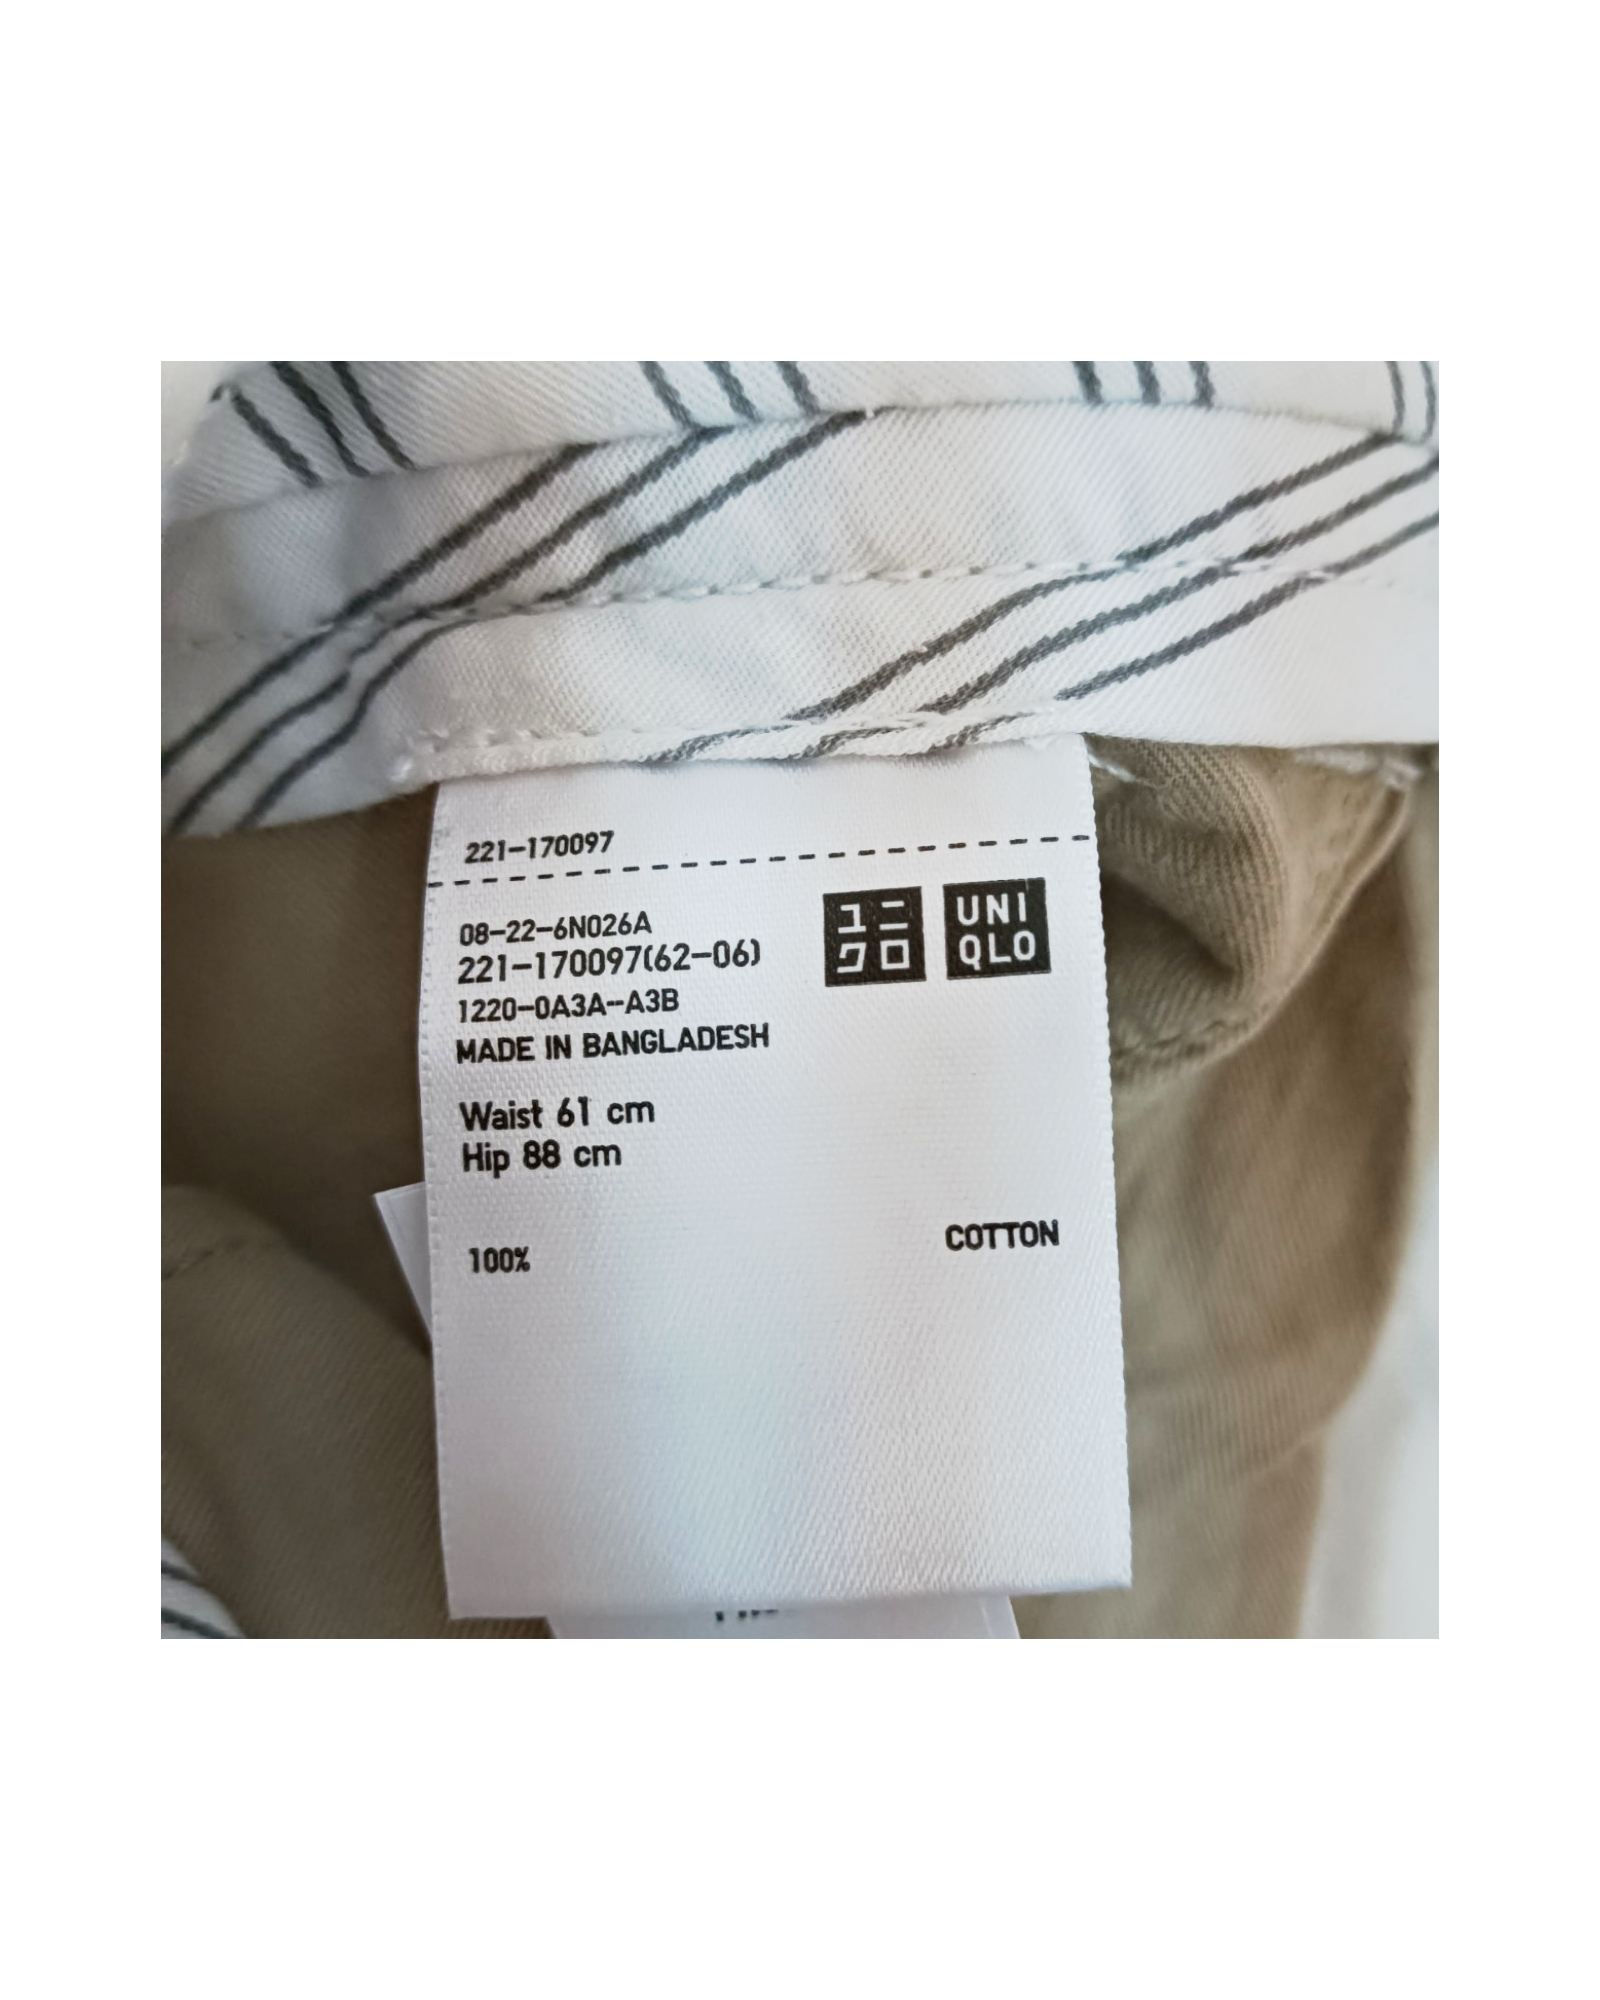 221-170097
08-22-6N026A
221-170097(62-06)
1220-0A3A--A3B
MADE IN BANGLADESH
ユニ
クロ
UNI
QLO
Waist 61 cm
Hip 88 cm
100% COTTON